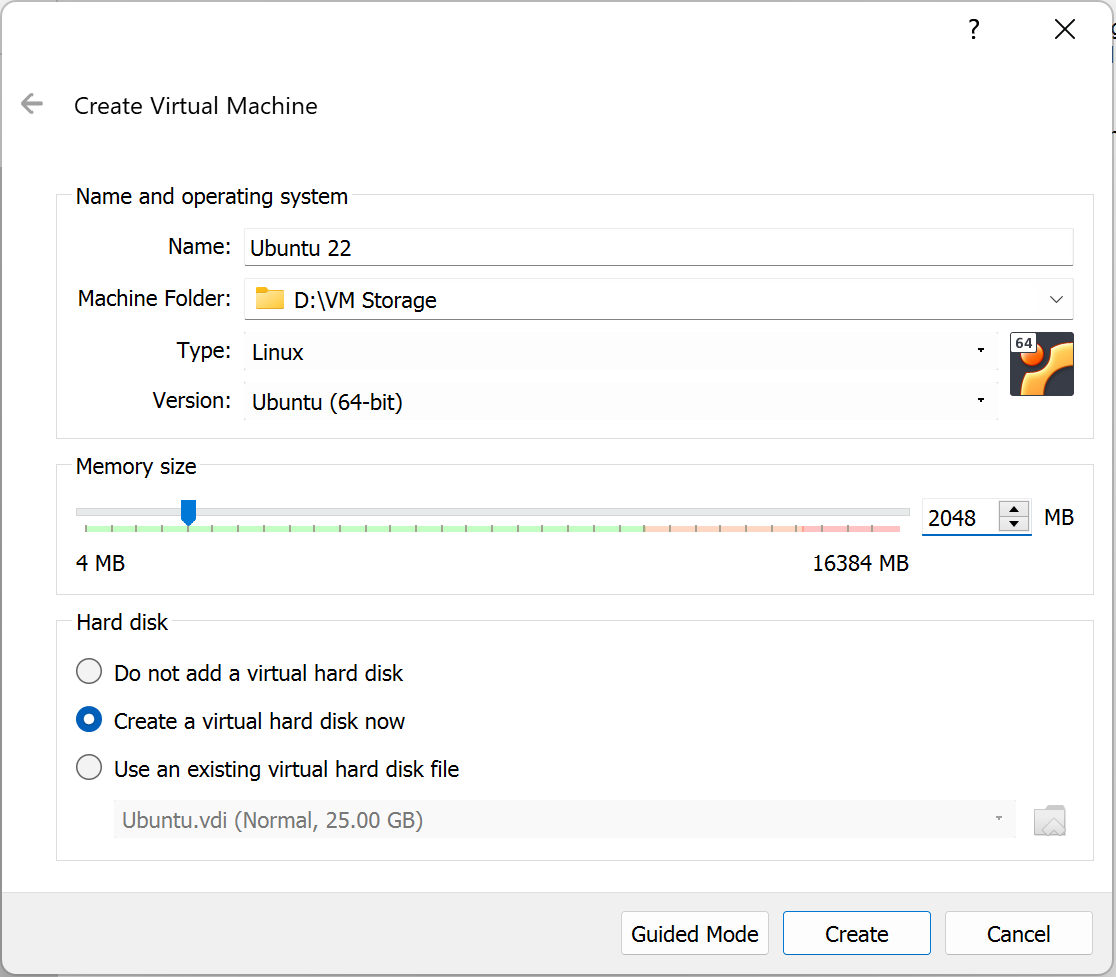 ?
Create Virtual Machine
Name and operating system
Name: Ubuntu 22
Machine Folder: D:\VM Storage
Type: Linux
64
Version: Ubuntu (64-bit)
Memory size
2048 MB
4 MB 16384 MB
Hard disk
Do not add a virtual hard disk
Create a virtual hard disk now
Use an existing virtual hard disk file
Ubuntu.vdi (Normal, 25.00 GB)
Guided Mode Create Cancel